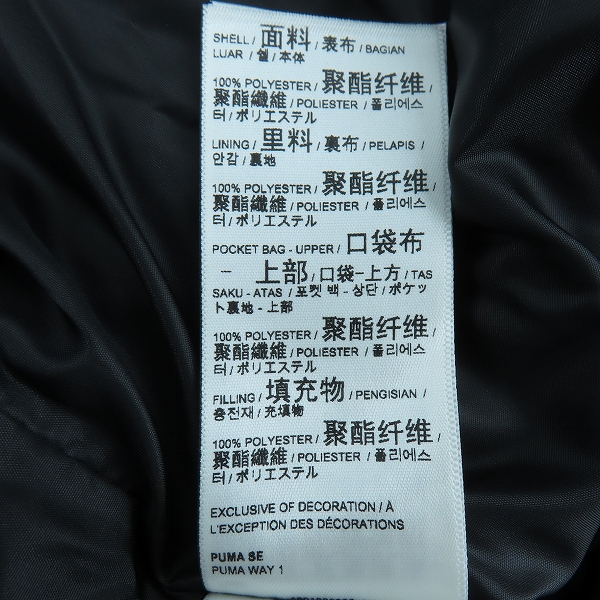 SHELL / 面料 / 表布 / BAGIAN
LUAR / 쉘 / 本体
100% POLYESTER / 聚酯纤维 /
聚酯纖維 / POLIESTER / 폴리에스
터 / ポリエステル
LINING / 里料 / 裏布 / PELAPIS /
안감 / 裏地
100% POLYESTER / 聚酯纤维 /
聚酯纖維 / POLIESTER / 폴리에스
터 / ポリエステル
POCKET BAG - UPPER / 口袋布
- 上部 / 口袋-上方 / TAS
SAKU - ATAS / 포켓 백 - 상단 / ポケッ
ト裏地 - 上部
100% POLYESTER / 聚酯纤维 /
聚酯纖維 / POLIESTER / 폴리에스
터 / ポリエステル
FILLING / 填充物 / PENGISIAN /
충전재 / 充填物
100% POLYESTER / 聚酯纤维 /
聚酯纖維 / POLIESTER / 폴리에스
터 / ポリエステル
EXCLUSIVE OF DECORATION / À
L'EXCEPTION DES DÉCORATIONS
PUMA SE
PUMA WAY 1